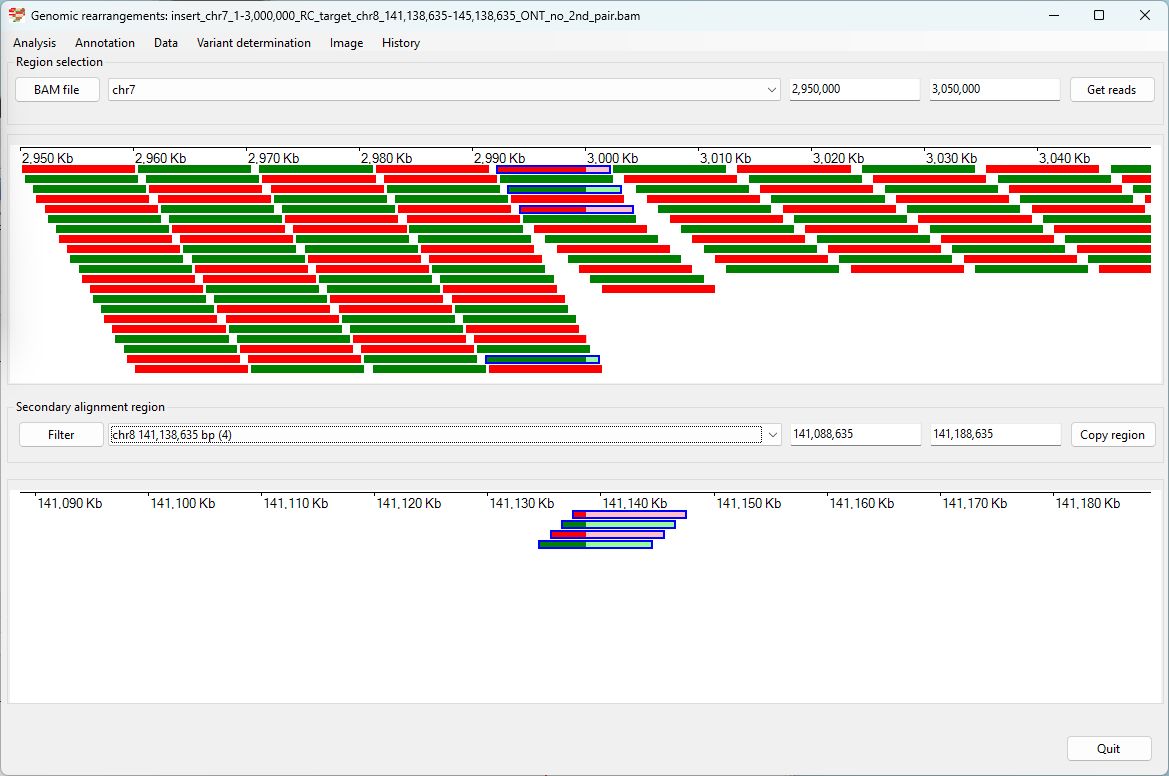 Genomic rearrangements: insert_chr7_1-3,000,000_RC_target_chr8_141,138,635-145,138,635_ONT_no_2nd_pair.bam
Analysis Annotation Data Variant determination Image History
Region selection
BAM file chr7 2,950,000 3,050,000 Get reads
2,950 Kb 2,960 Kb 2,970 Kb 2,980 Kb 2,990 Kb 3,000 Kb 3,010 Kb 3,020 Kb 3,030 Kb 3,040 Kb
Secondary alignment region
Filter chr8 141,138,635 bp (4) 141,088,635 141,188,635 Copy region
141,090 Kb 141,100 Kb 141,110 Kb 141,120 Kb 141,130 Kb 141,140 Kb 141,150 Kb 141,160 Kb 141,170 Kb 141,180 Kb
Quit